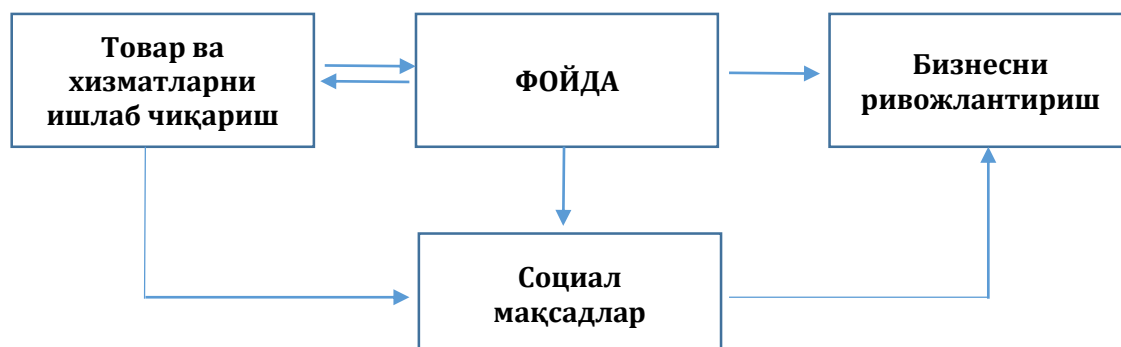 Товар ва
хизматларни
ишлаб чиқариш
ФОЙДА
Бизнесни
ривожлантириш
Социал
мақсадлар